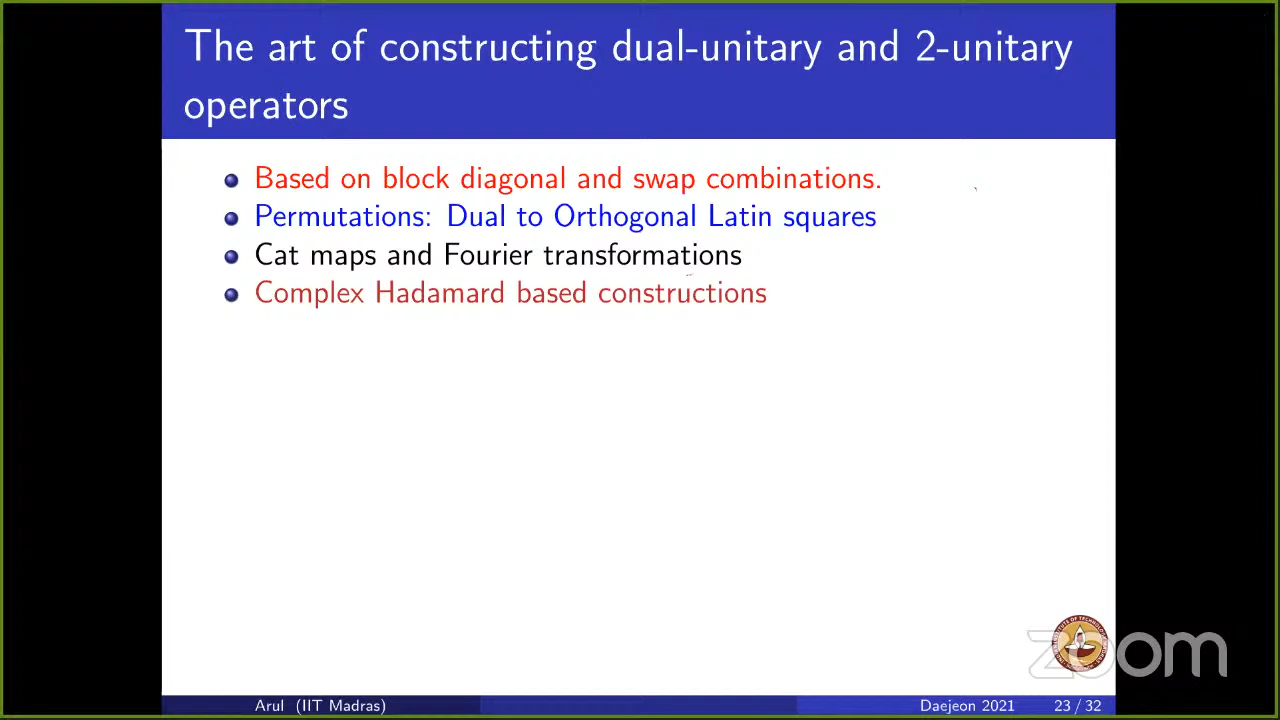 The art of constructing dual-unitary and 2-unitary
operators
Based on block diagonal and swap combinations.
Permutations: Dual to Orthogonal Latin squares
Cat maps and Fourier transformations
Complex Hadamard based constructions
zoom
Arul (IIT Madras) Daejeon 2021 23 / 32